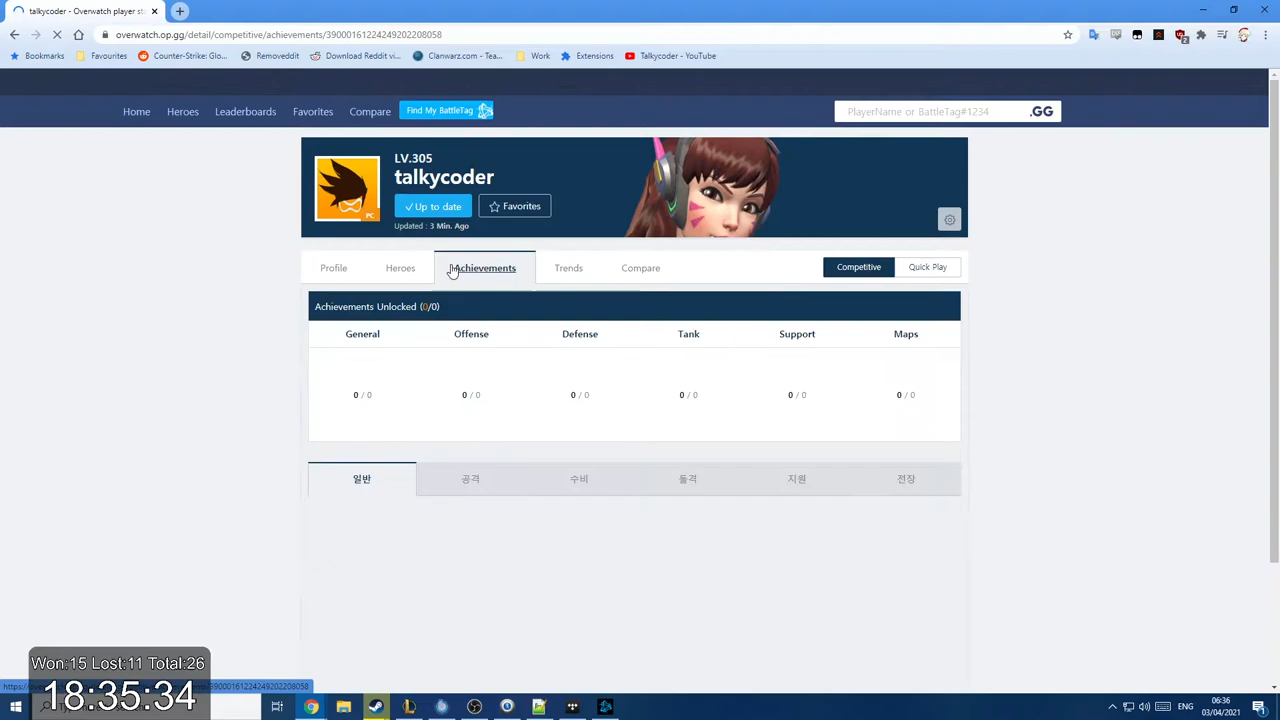 talkycoder - Overwatch player st
overwatch.op.gg/detail/competitive/achievements/39000161224249202208058
Bookmarks Favourites Counter-Strike: Glo... Removeddit Download Reddit vi... Clanwarz.com - Tea... Work Extensions Talkycoder - YouTube
Home Heroes Leaderboards Favorites Compare Find My BattleTag PlayerName or BattleTag#1234 .GG
LV.305
talkycoder
PC
✓Up to date Favorites
Updated : 3 Min. Ago
Profile Heroes Achievements Trends Compare Competitive Quick Play
Achievements Unlocked (0/0)
General Offense Defense Tank Support Maps
0 / 0 0 / 0 0 / 0 0 / 0 0 / 0 0 / 0
일반 공격 수비 돌격 지원 전장
Won:15 Lost:11 Total:26
18:35:34
ENG 06:36
03/04/2021